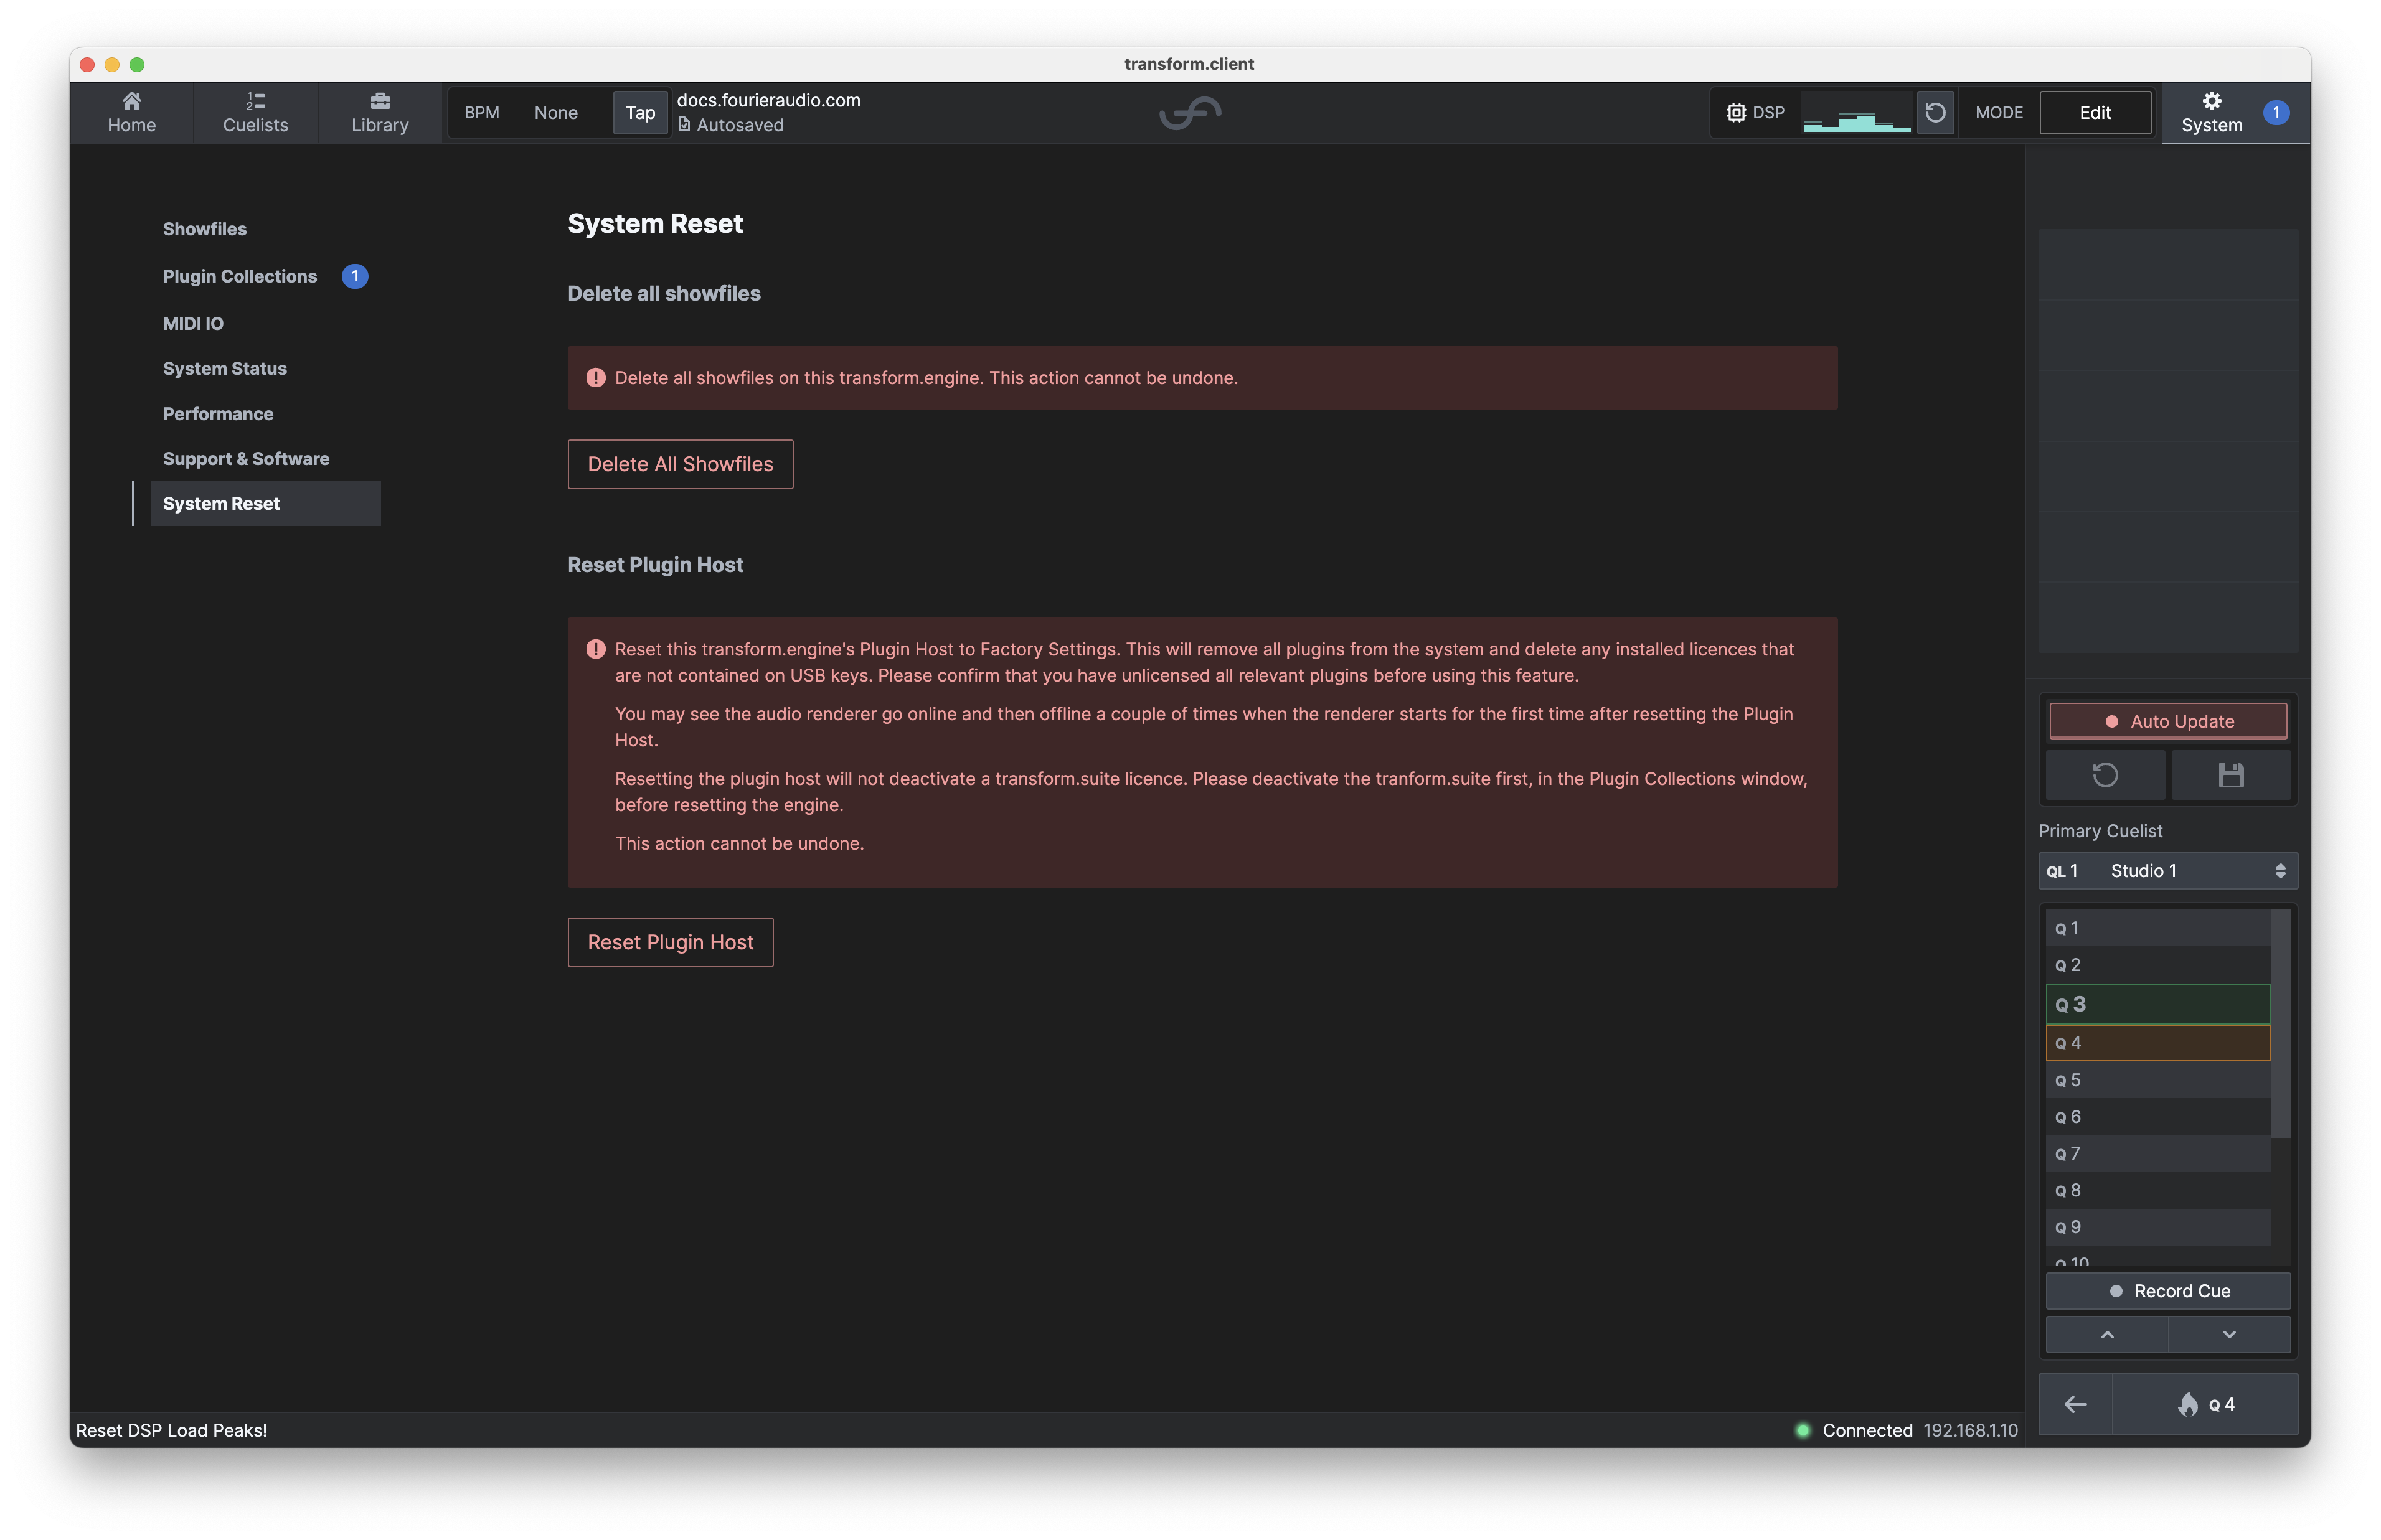 transform.client
Home
Cuelists
Library
BPM None Tap
docs.fourieraudio.com
Autosaved
DSP
MODE Edit
System 1
Showfiles
Plugin Collections 1
MIDI IO
System Status
Performance
Support & Software
System Reset
System Reset
Delete all showfiles
Delete all showfiles on this transform.engine. This action cannot be undone.
Delete All Showfiles
Reset Plugin Host
Reset this transform.engine's Plugin Host to Factory Settings. This will remove all plugins from the system and delete any installed licences that
are not contained on USB keys. Please confirm that you have unlicensed all relevant plugins before using this feature.
You may see the audio renderer go online and then offline a couple of times when the renderer starts for the first time after resetting the Plugin
Host.
Resetting the plugin host will not deactivate a transform.suite licence. Please deactivate the tranform.suite first, in the Plugin Collections window,
before resetting the engine.
This action cannot be undone.
Reset Plugin Host
Auto Update
Primary Cuelist
QL 1 Studio 1
Q 1
Q 2
Q 3
Q 4
Q 5
Q 6
Q 7
Q 8
Q 9
Q 10
Record Cue
Q 4
Reset DSP Load Peaks!
Connected 192.168.1.10